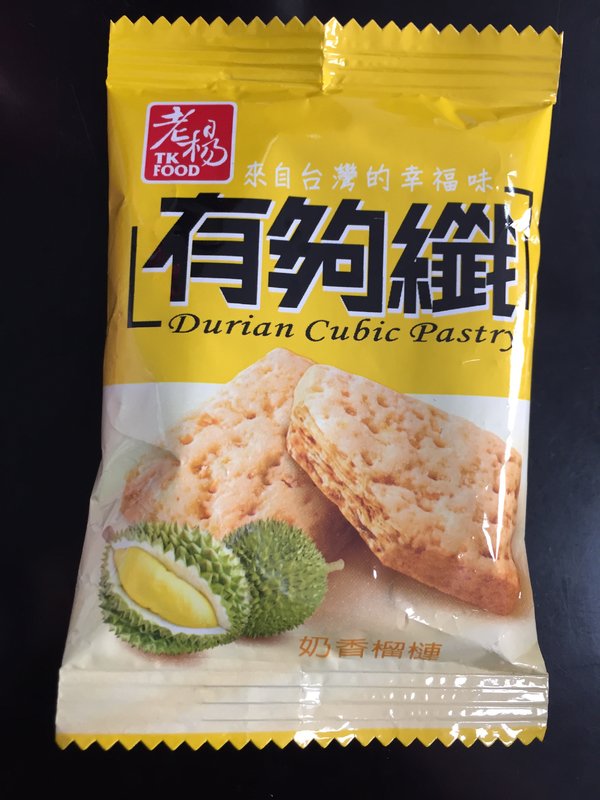 老楊
TK
FOOD
來自台灣的幸福味
有夠纖
Durian Cubic Pastry
奶香榴槤